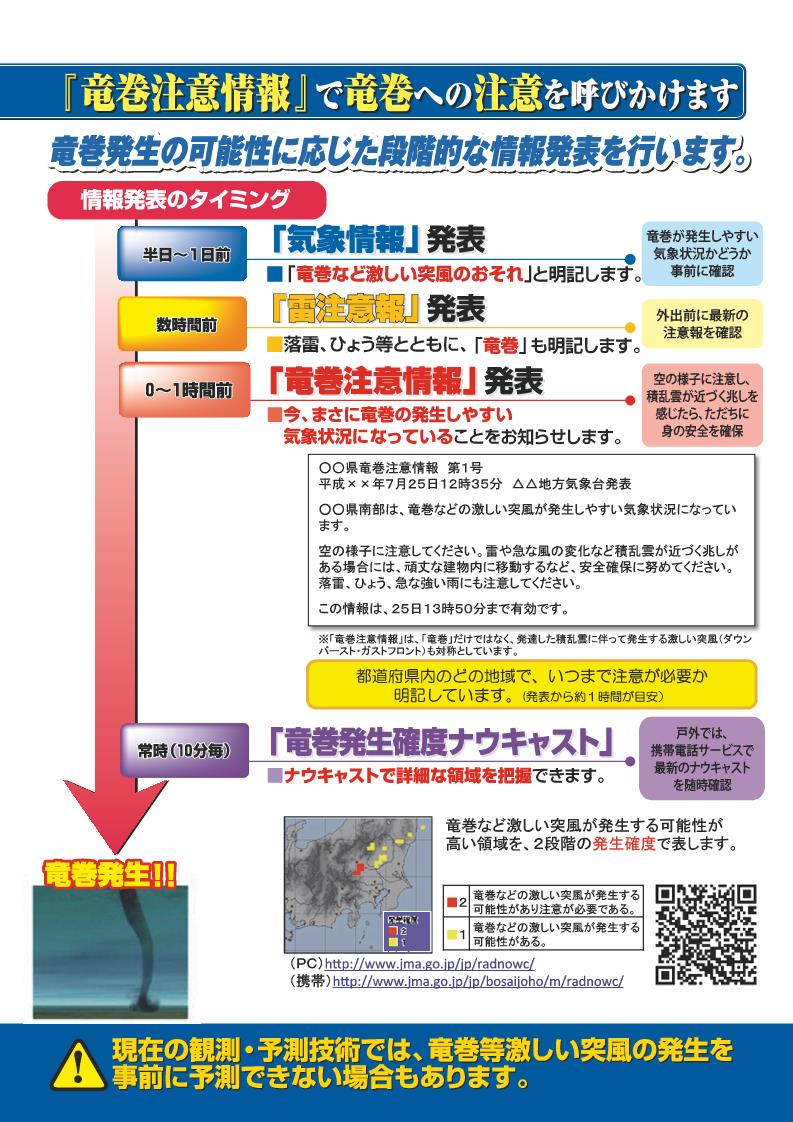 『竜巻注意情報』で竜巻への注意を呼びかけます
竜巻発生の可能性に応じた段階的な情報発表を行います。
情報発表のタイミング
半日～1日前
「気象情報」発表
■「竜巻など激しい突風のおそれ」と明記します。
竜巻が発生しやすい
気象状況かどうか
事前に確認
数時間前
「雷注意報」発表
■落雷、ひょう等とともに、「竜巻」も明記します。
外出前に最新の
注意報を確認
0～1時間前
「竜巻注意情報」発表
■今、まさに竜巻の発生しやすい
気象状況になっていることをお知らせします。
空の様子に注意し、
積乱雲が近づく兆しを
感じたら、ただちに
身の安全を確保
〇〇県竜巻注意情報 第1号
平成××年7月25日12時35分 △△地方気象台発表
〇〇県南部は、竜巻などの激しい突風が発生しやすい気象状況になってい
ます。
空の様子に注意してください。雷や急な風の変化など積乱雲が近づく兆しが
ある場合には、頑丈な建物内に移動するなど、安全確保に努めてください。
落雷、ひょう、急な強い雨にも注意してください。
この情報は、25日13時50分まで有効です。
※「竜巻注意情報」は、「竜巻」だけではなく、発達した積乱雲に伴って発生する激しい突風（ダウン
バースト・ガストフロント）も対称としています。
都道府県内のどの地域で、いつまで注意が必要か
明記しています。（発表から約１時間が目安）
常時（10分毎）
「竜巻発生確度ナウキャスト」
■ナウキャストで詳細な領域を把握できます。
戸外では、
携帯電話サービスで
最新のナウキャスト
を随時確認
竜巻発生!!
竜巻など激しい突風が発生する可能性が
高い領域を、２段階の発生確度で表します。
発生確度
2
1
■2 竜巻などの激しい突風が発生する
可能性があり注意が必要である。
■1 竜巻などの激しい突風が発生する
可能性がある。
（PC）http://www.jma.go.jp/jp/radnowc/
（携帯）http://www.jma.go.jp/jp/bosaijoho/m/radnowc/
現在の観測・予測技術では、竜巻等激しい突風の発生を
事前に予測できない場合もあります。